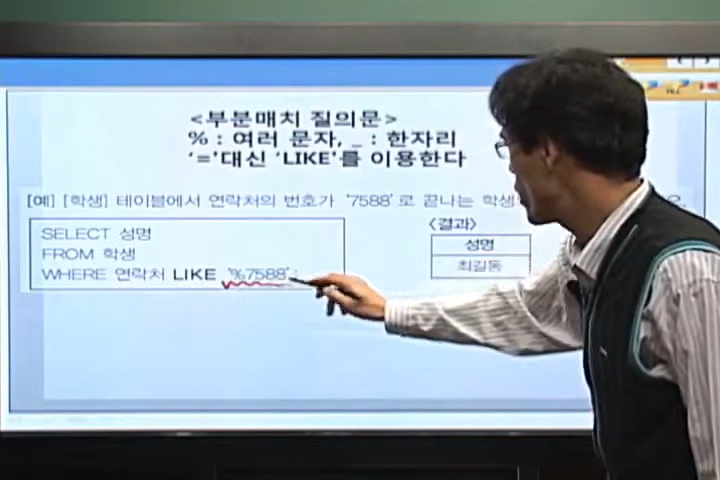 <부분매치 질의문>
% : 여러 문자, _ : 한자리
'='대신 'LIKE'를 이용한다
[예] [학생] 테이블에서 연락처의 번호가 '7588'로 끝나는 학생
SELECT 성명
FROM 학생
WHERE 연락처 LIKE '%7588' ;
<결과>
성명
최길동